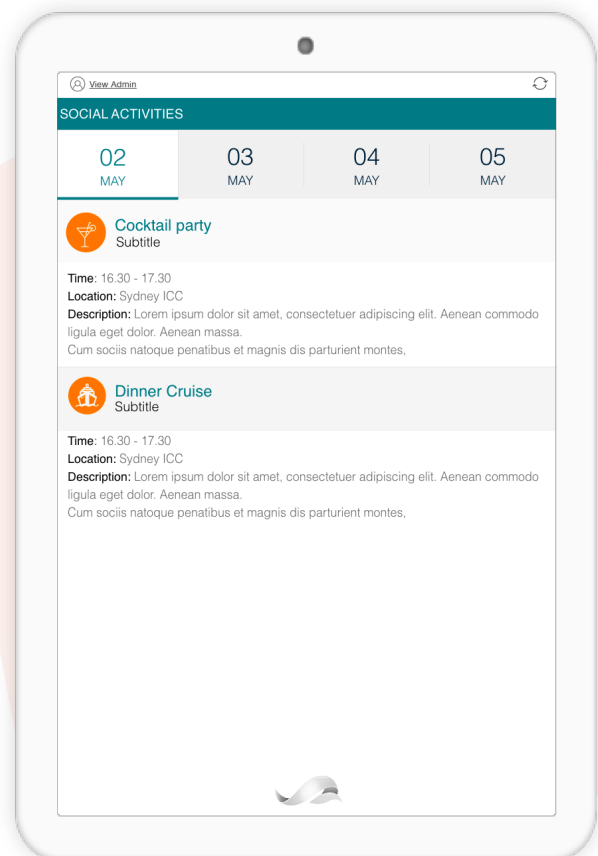 View Admin
SOCIAL ACTIVITIES
02 03 04 05
MAY MAY MAY MAY
Cocktail party
Subtitle
Time: 16.30 - 17.30
Location: Sydney ICC
Description: Lorem ipsum dolor sit amet, consectetuer adipiscing elit. Aenean commodo
ligula eget dolor. Aenean massa.
Cum sociis natoque penatibus et magnis dis parturient montes,
Dinner Cruise
Subtitle
Time: 16.30 - 17.30
Location: Sydney ICC
Description: Lorem ipsum dolor sit amet, consectetuer adipiscing elit. Aenean commodo
ligula eget dolor. Aenean massa.
Cum sociis natoque penatibus et magnis dis parturient montes,